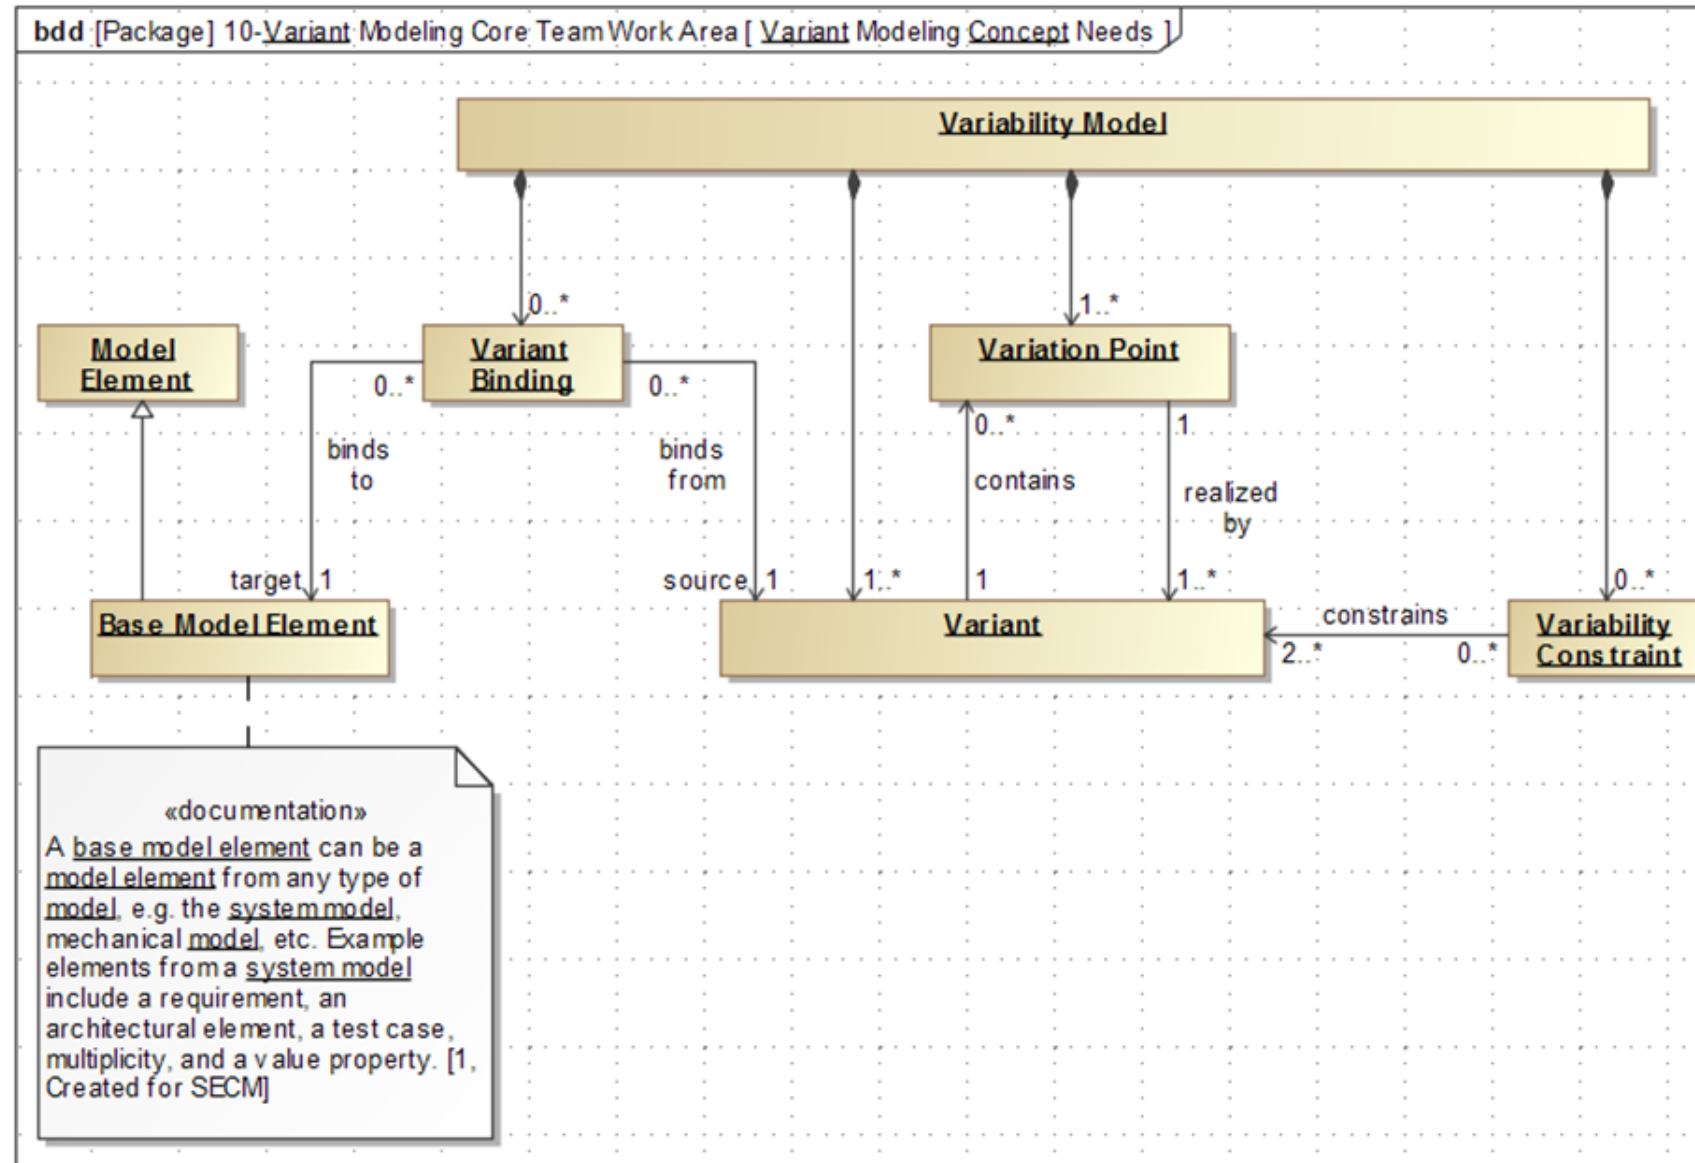 bdd [Package] 10-Variant Modeling Core Team Work Area [ Variant Modeling Concept Needs ]
Variability Model
0..*
1..*
Model
Element
Variant
Binding
Variation Point
0..*
0..*
0..*
1
binds
to
binds
from
contains
realized
by
target
1
source
1
1..*
1
1..*
0..*
Base Model Element
Variant
constrains
2..*
0..*
Variability
Constraint
«documentation»
A base model element can be a
model element from any type of
model, e.g. the system model,
mechanical model, etc. Example
elements from a system model
include a requirement, an
architectural element, a test case,
multiplicity, and a value property. [1,
Created for SECM]